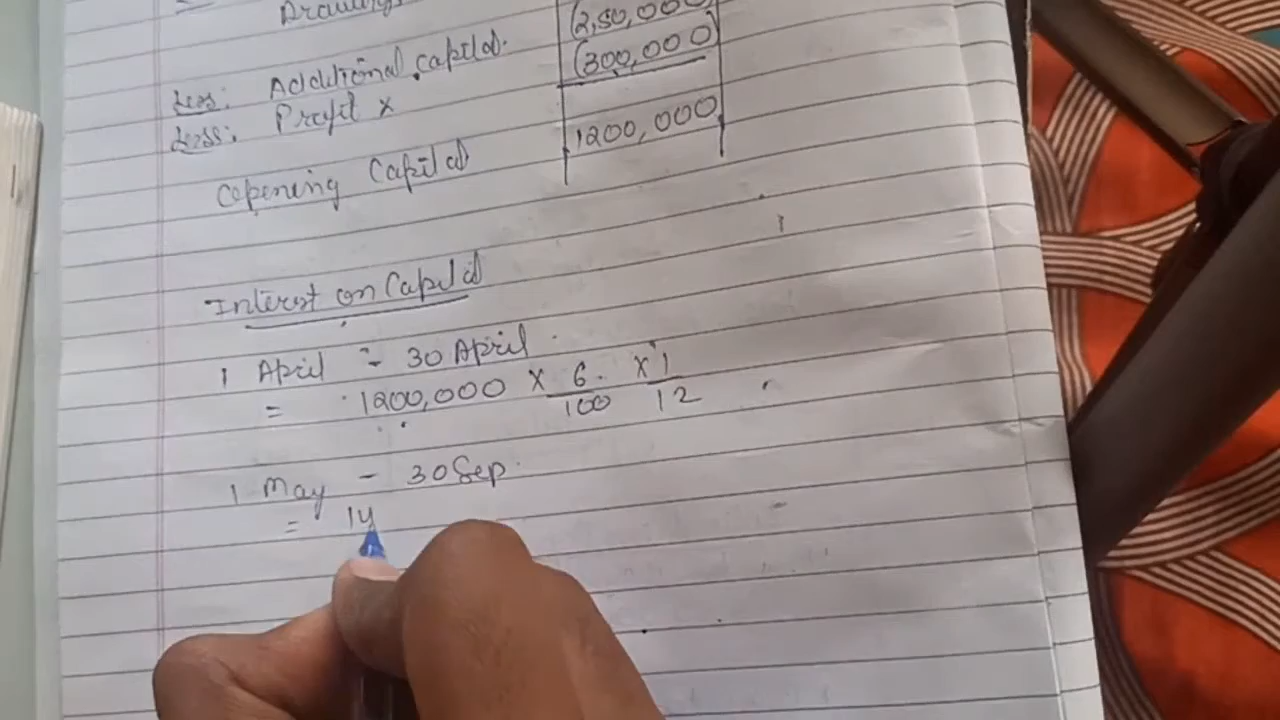 Drawings
(2,50,000)
Less: Additional capital. (300,000
Less: Profit x
Opening Capital 1200,000
Interest on Capital
1 April - 30 April
= 1200,000 x 6 x 1
100 12
1 May - 30 Sep.
= 14